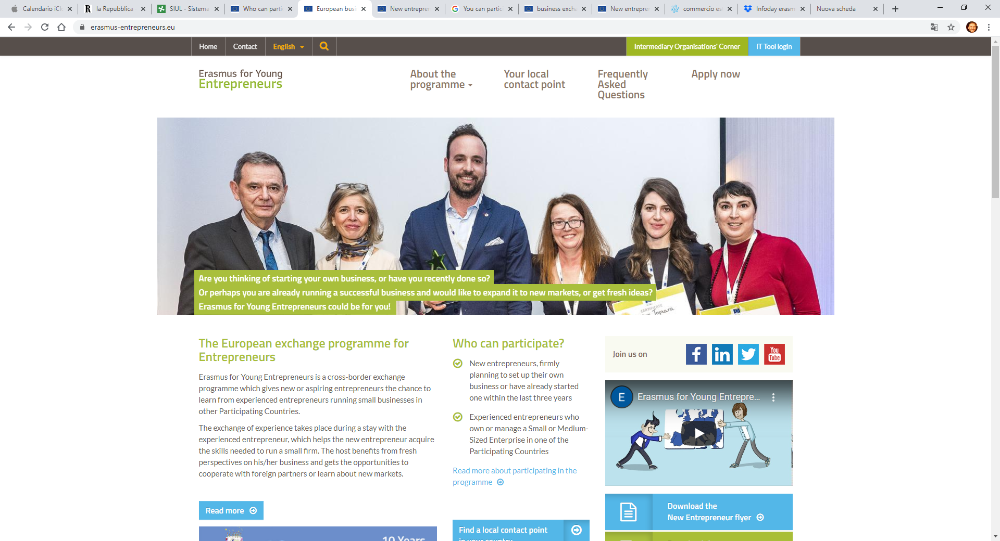 Calendario iCl
la Repubblica
SIUL - Sistema
Who can parti
European busi
New entrepren
You can partic
business excha
New entrepre
commercio est
Infoday erasm
Nuova scheda
erasmus-entrepreneurs.eu
Home
Contact
English
Intermediary Organisations' Corner
IT Tool login
Erasmus for Young
Entrepreneurs
About the
programme
Your local
contact point
Frequently
Asked
Questions
Apply now
Are you thinking of starting your own business, or have you recently done so?
Or perhaps you are already running a successful business and would like to expand it to new markets, or get fresh ideas?
Erasmus for Young Entrepreneurs could be for you!
CERTIFICATE
Topxara
The European exchange programme for
Entrepreneurs
Erasmus for Young Entrepreneurs is a cross-border exchange
programme which gives new or aspiring entrepreneurs the chance to
learn from experienced entrepreneurs running small businesses in
other Participating Countries.
The exchange of experience takes place during a stay with the
experienced entrepreneur, which helps the new entrepreneur acquire
the skills needed to run a small firm. The host benefits from fresh
perspectives on his/her business and gets the opportunities to
cooperate with foreign partners or learn about new markets.
Read more
10 Years
Who can participate?
New entrepreneurs, firmly
planning to set up their own
business or have already started
one within the last three years
Experienced entrepreneurs who
own or manage a Small or Medium-
Sized Enterprise in one of the
Participating Countries
Read more about participating in the
programme
Find a local contact point
in your country
Join us on
You
Tube
E
Erasmus for Young Entrepre...
Download the
New Entrepreneur flyer